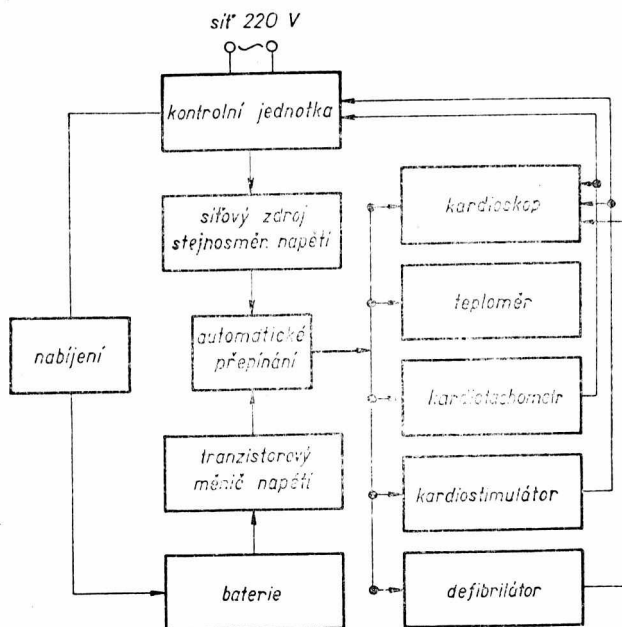 síť 220 V
kontrolní jednotka
síťový zdroj
stejnosměr. napětí
automatické
přepínání
nabíjení
tranzistorový
měnič napětí
baterie
kardioskop
teploměr
kardiotachometr
kardiostimulátor
defibrilátor